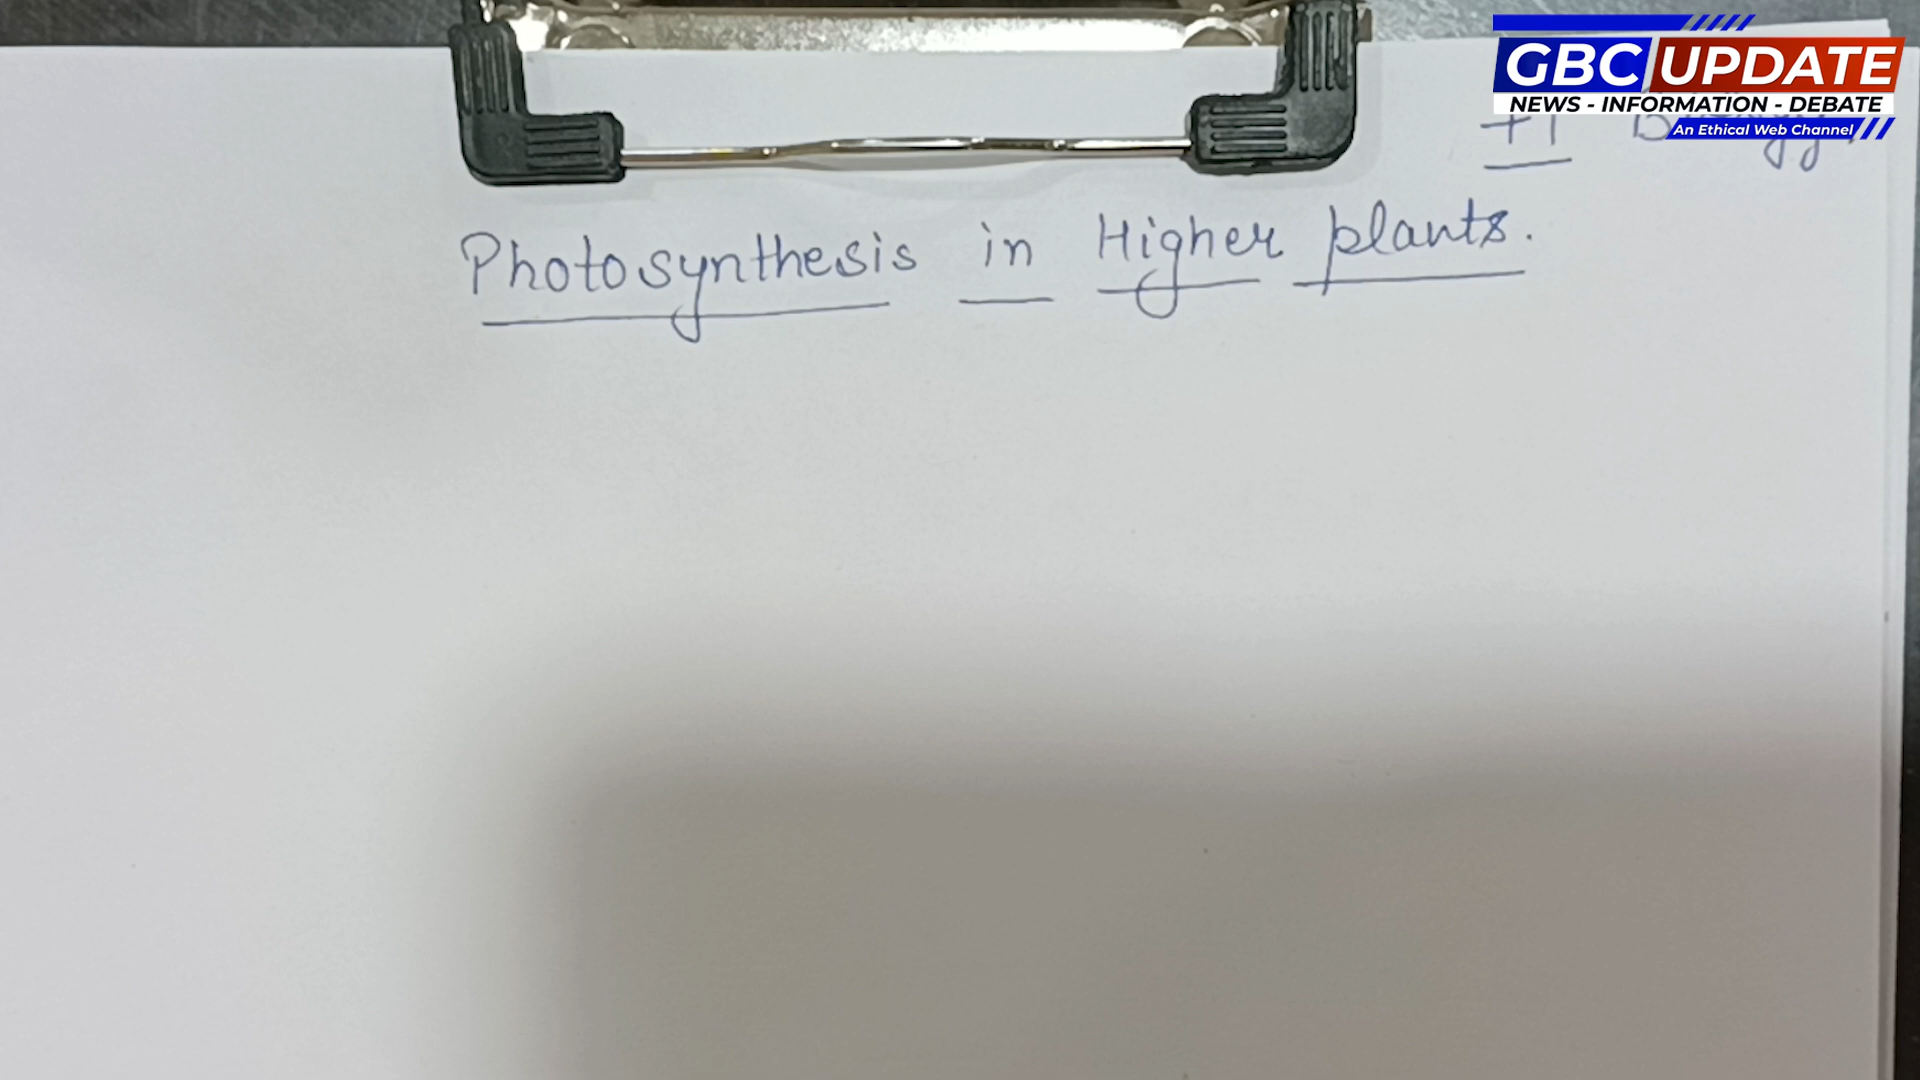 GBC UPDATE
NEWS - INFORMATION - DEBATE
An Ethical Web Channel
+1
Photosynthesis in Higher plants.